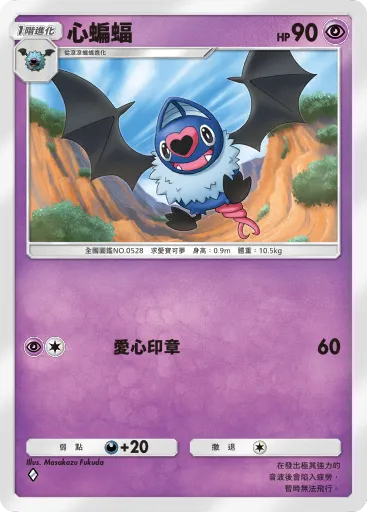 1階進化
心蝙蝠
HP 90
從滾滾蝙蝠進化
全國圖鑑NO.0528 求愛寶可夢 身高：0.9m 體重：10.5kg
愛心印章 60
弱點 +20
撤退
Illus. Masakazu Fukuda
在發出極其強力的
音波後會陷入疲勞，
暫時無法飛行。